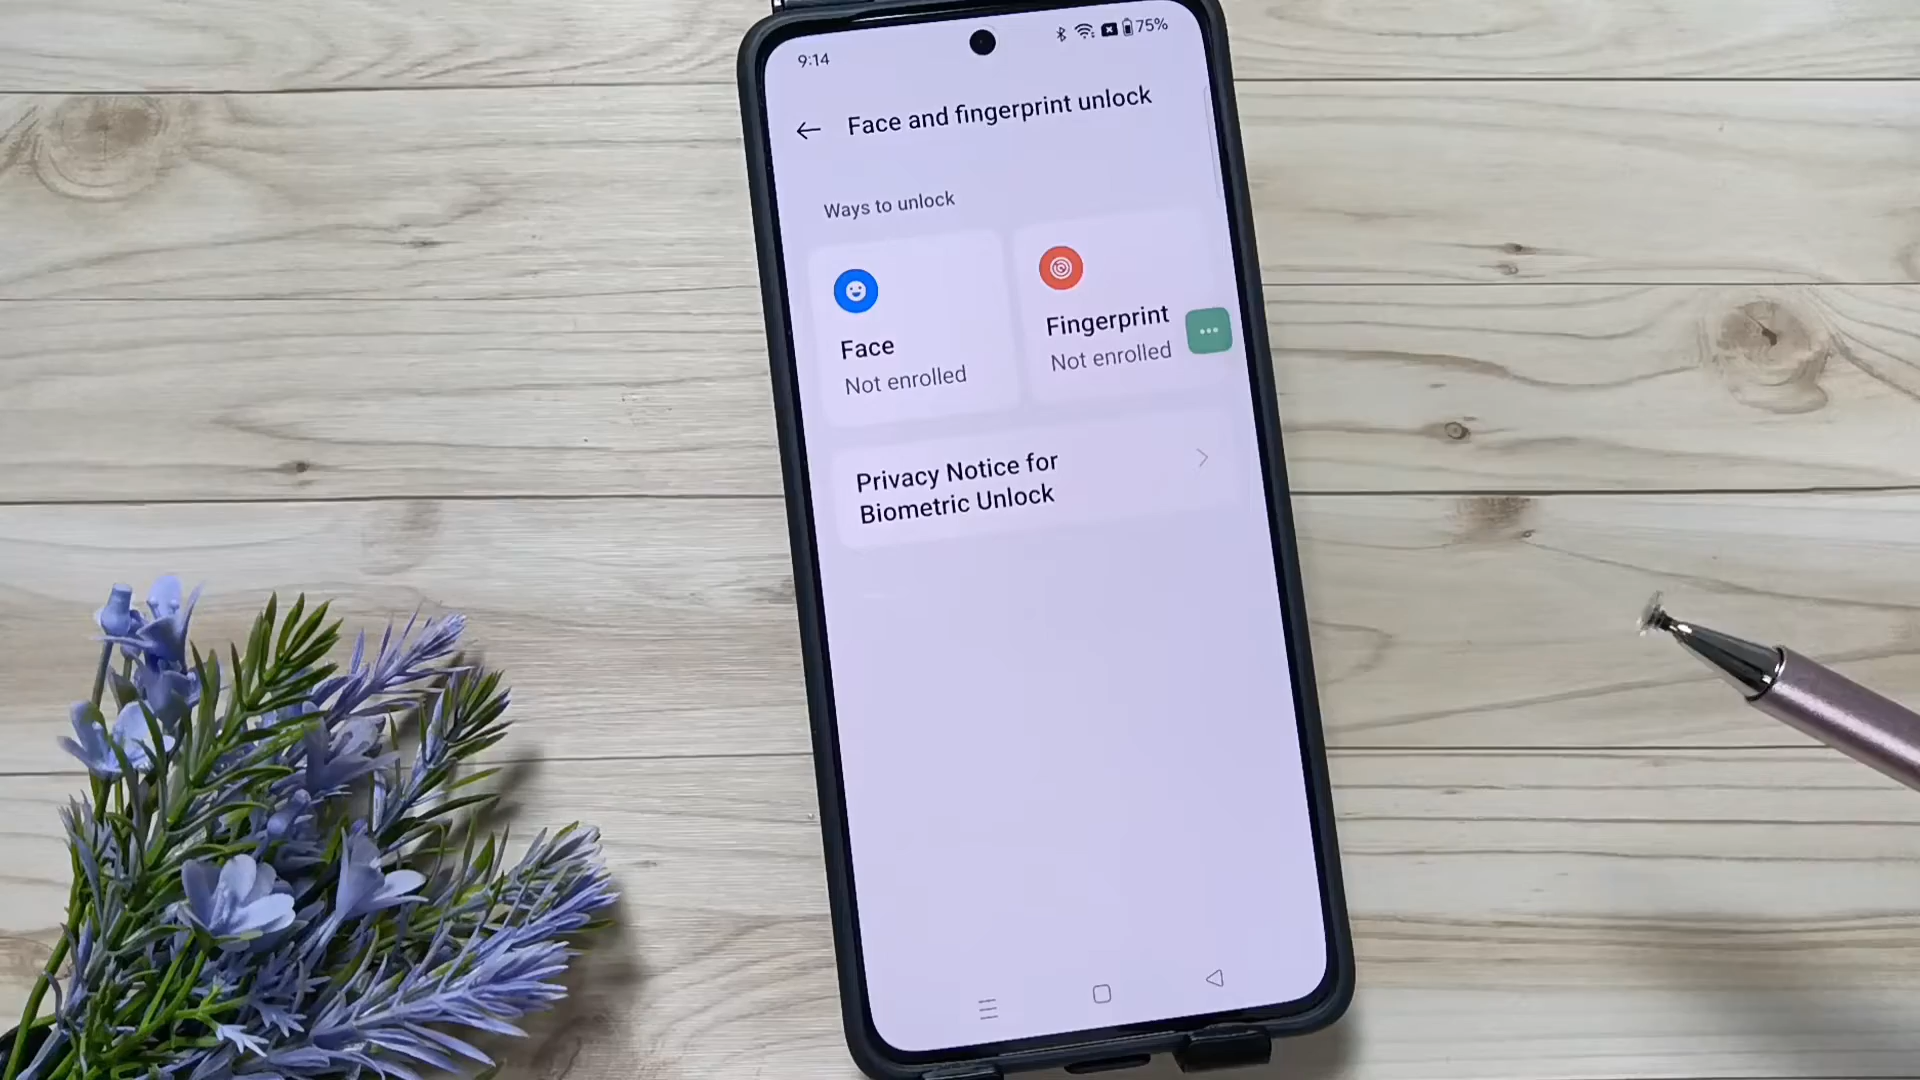 9:14
75%
Face and fingerprint unlock
Ways to unlock
Face
Not enrolled
Fingerprint
Not enrolled
Privacy Notice for
Biometric Unlock